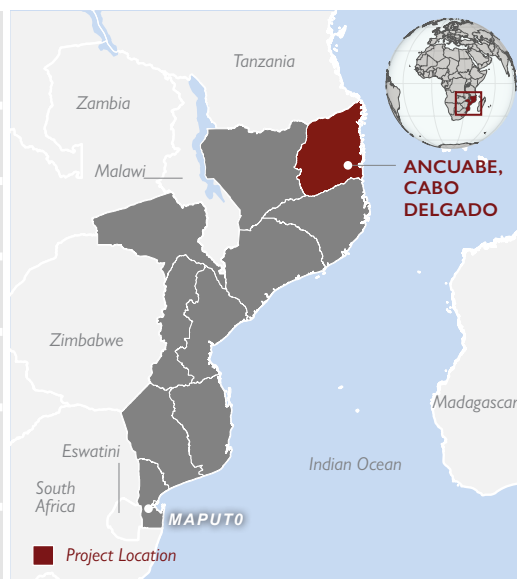 Tanzania
Zambia
Malawi
ANCUABE,
CABO
DELGADO
Zimbabwe
Madagascar
Eswatini
Indian Ocean
South
Africa
MAPUTO
Project Location